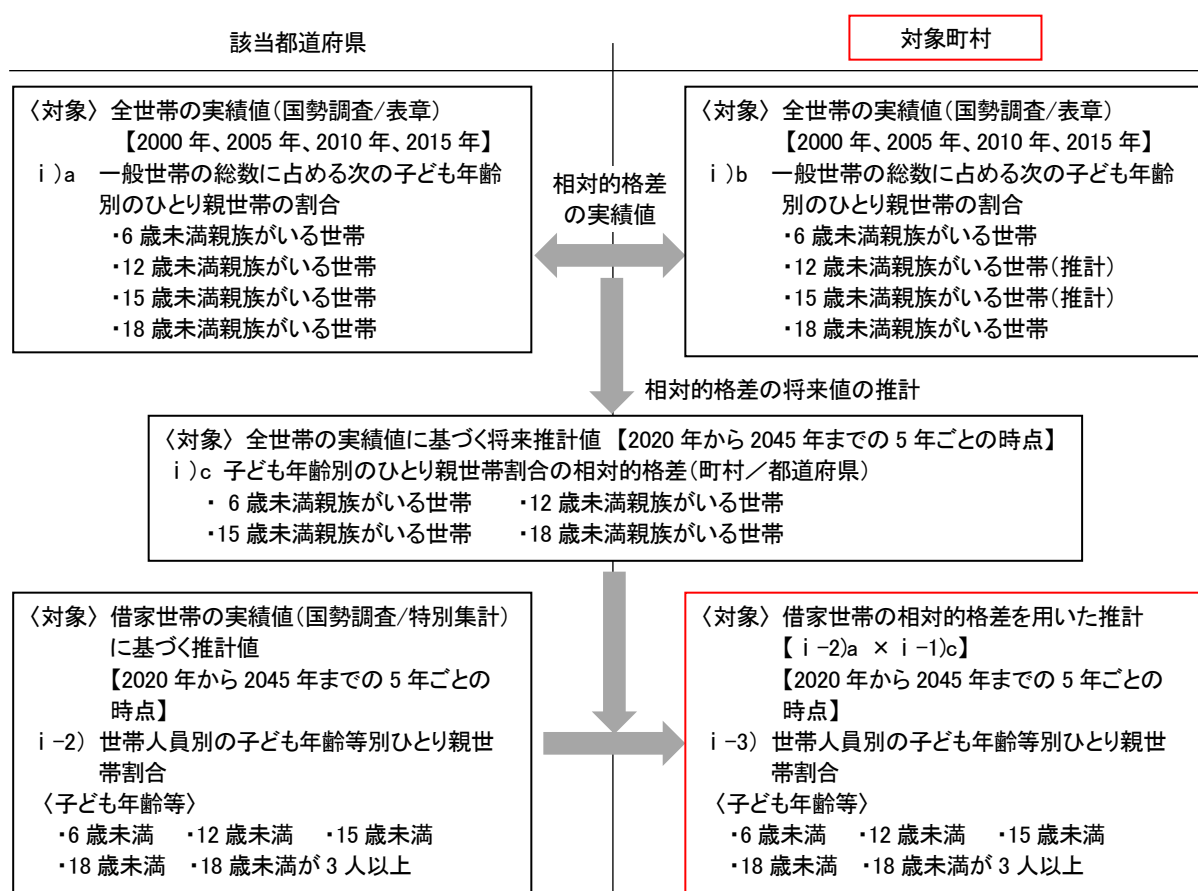 該当都道府県
対象町村
〈対象〉 全世帯の実績値(国勢調査/表章)
【2000 年、2005 年、2010 年、2015 年】
ⅰ)a 一般世帯の総数に占める次の子ども年齢
別のひとり親世帯の割合
・6 歳未満親族がいる世帯
・12 歳未満親族がいる世帯
・15 歳未満親族がいる世帯
・18 歳未満親族がいる世帯
相対的格差
の実績値
〈対象〉 全世帯の実績値(国勢調査/表章)
【2000 年、2005 年、2010 年、2015 年】
ⅰ)b 一般世帯の総数に占める次の子ども年齢
別のひとり親世帯の割合
・6 歳未満親族がいる世帯
・12 歳未満親族がいる世帯(推計)
・15 歳未満親族がいる世帯(推計)
・18 歳未満親族がいる世帯
相対的格差の将来値の推計
〈対象〉 全世帯の実績値に基づく将来推計値 【2020 年から 2045 年までの 5 年ごとの時点】
ⅰ)c 子ども年齢別のひとり親世帯割合の相対的格差(町村/都道府県)
・ 6 歳未満親族がいる世帯 ・12 歳未満親族がいる世帯
・15 歳未満親族がいる世帯 ・18 歳未満親族がいる世帯
〈対象〉 借家世帯の実績値(国勢調査/特別集計)
に基づく推計値
【2020 年から 2045 年までの 5 年ごとの
時点】
ⅰ-2) 世帯人員別の子ども年齢等別ひとり親世
帯割合
〈子ども年齢等〉
・6 歳未満 ・12 歳未満 ・15 歳未満
・18 歳未満 ・18 歳未満が 3 人以上
〈対象〉 借家世帯の相対的格差を用いた推計
【ⅰ-2)a × ⅰ-1)c】
【2020 年から 2045 年までの 5 年ごとの
時点】
ⅰ-3) 世帯人員別の子ども年齢等別ひとり親世
帯割合
〈子ども年齢等〉
・6 歳未満 ・12 歳未満 ・15 歳未満
・18 歳未満 ・18 歳未満が 3 人以上